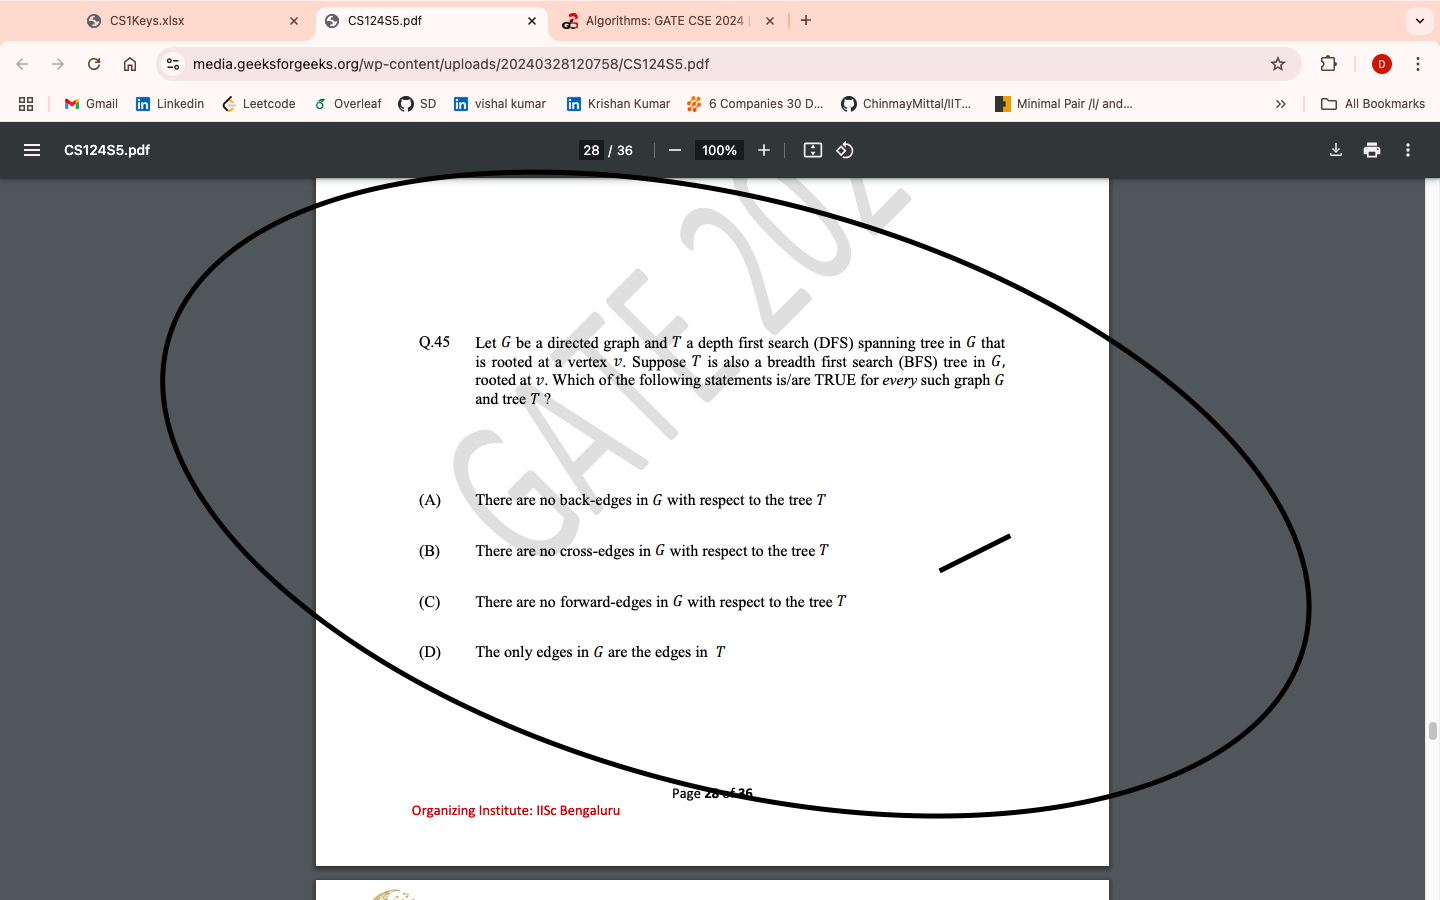 CS1Keys.xlsx
CS124S5.pdf
Algorithms: GATE CSE 2024 |
media.geeksforgeeks.org/wp-content/uploads/20240328120758/CS124S5.pdf
D
Gmail
Linkedin
Leetcode
Overleaf
SD
vishal kumar
Krishan Kumar
6 Companies 30 D...
ChinmayMittal/IIT...
Minimal Pair /l/ and...
All Bookmarks
CS124S5.pdf
28 / 36
100%
GATE 202
Q.45 Let G be a directed graph and T a depth first search (DFS) spanning tree in G that
is rooted at a vertex v. Suppose T is also a breadth first search (BFS) tree in G,
rooted at v. Which of the following statements is/are TRUE for every such graph G
and tree T ?
(A) There are no back-edges in G with respect to the tree T
(B) There are no cross-edges in G with respect to the tree T
(C) There are no forward-edges in G with respect to the tree T
(D) The only edges in G are the edges in T
Page 28 of 36
Organizing Institute: IISc Bengaluru